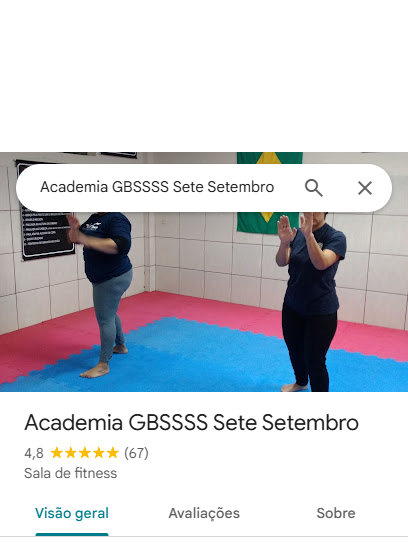 Academia GBSSSS Sete Setembro
Academia GBSSSS Sete Setembro
4,8 ★★★★★ (67)
Sala de fitness
Visão geral Avaliações Sobre